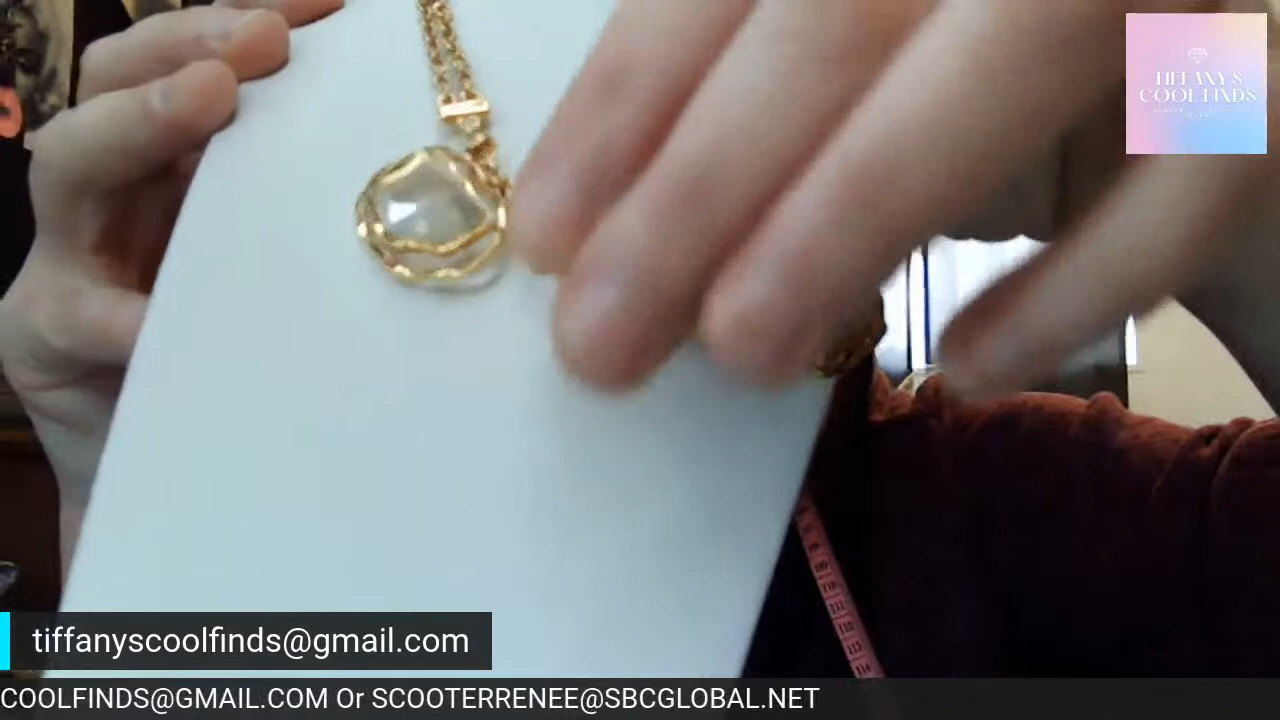 TIFFANY'S
COOL FINDS
tiffanyscoolfinds@gmail.com
COOLFINDS@GMAIL.COM Or SCOOTERRENEE@SBCGLOBAL.NET